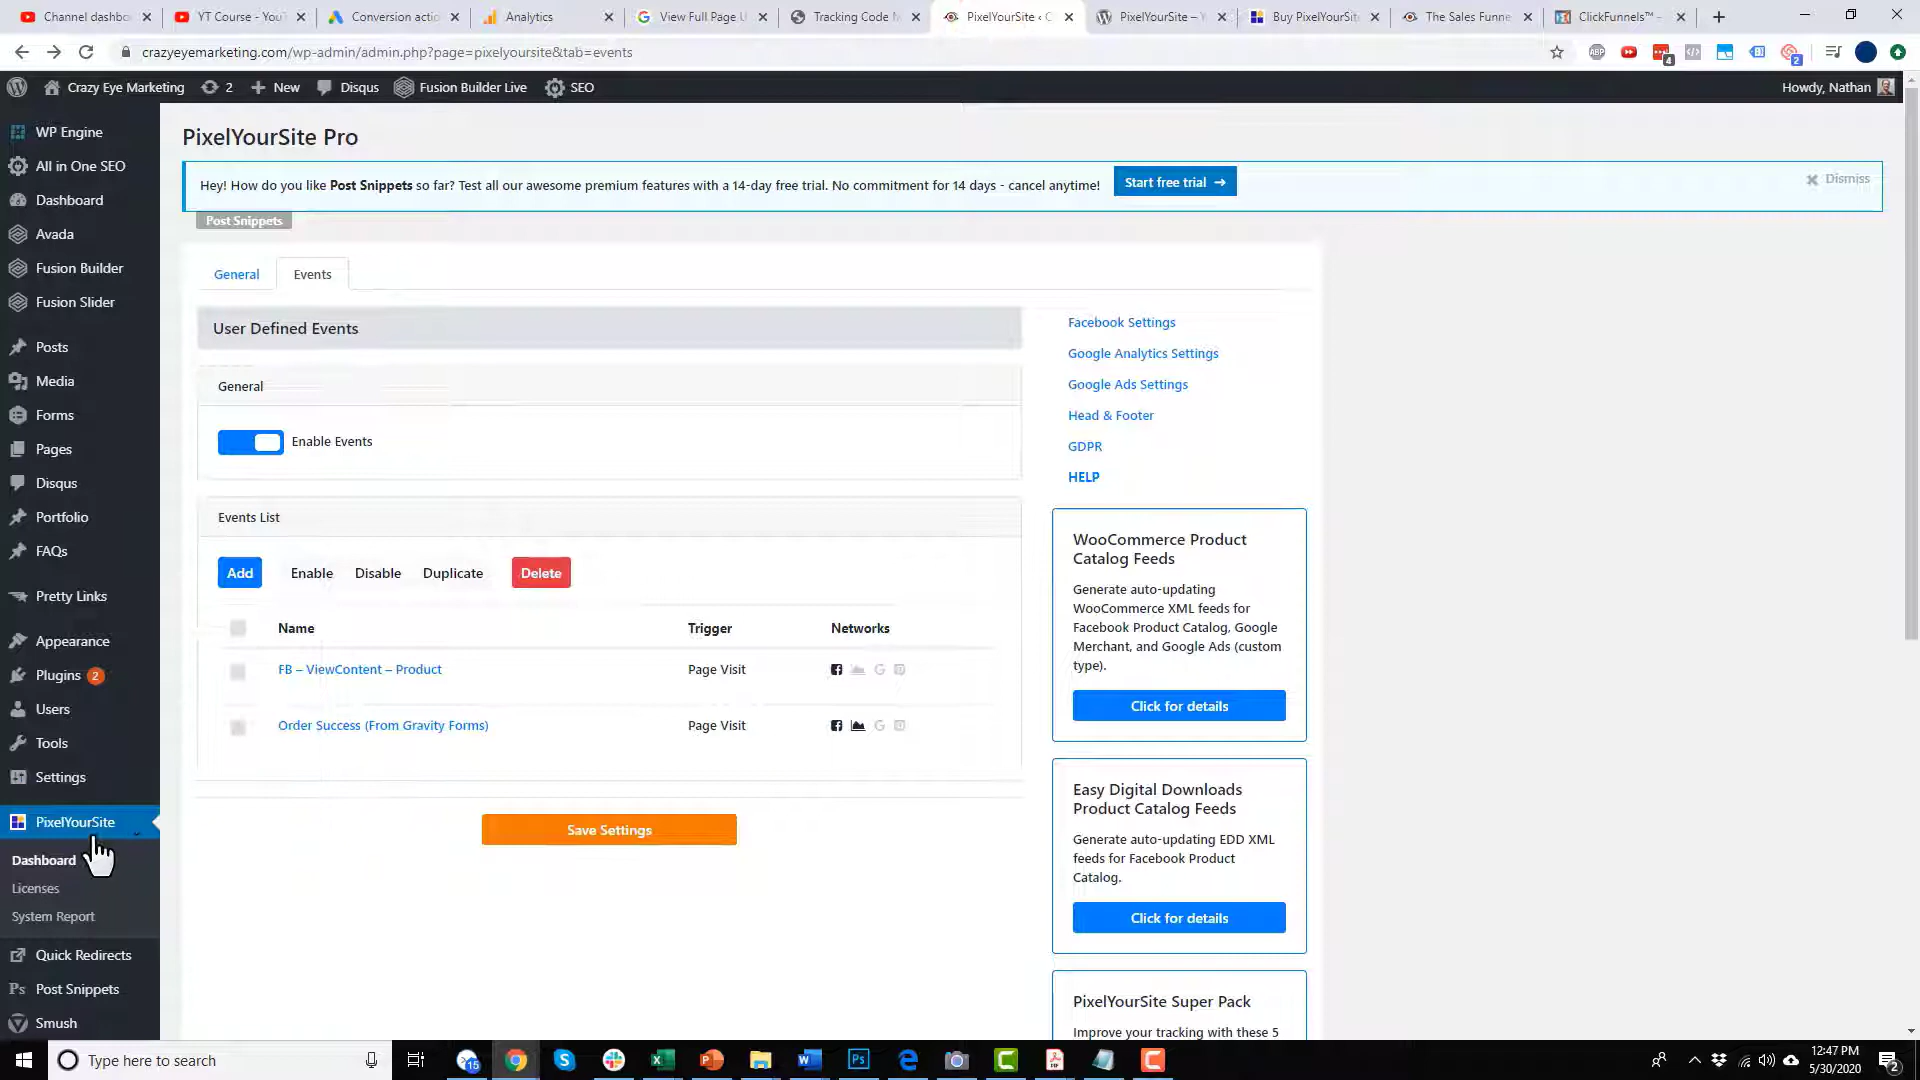 Channel dashbo
YT Course - YouT
Conversion actio
Analytics
View Full Page U
Tracking Code M
PixelYourSite ‹ C
PixelYourSite – Y
Buy PixelYourSite
The Sales Funne
ClickFunnels™ –
crazyeyemarketing.com/wp-admin/admin.php?page=pixelyoursite&tab=events
ABP
4
2
Crazy Eye Marketing
2
New
Disqus
Fusion Builder Live
SEO
Howdy, Nathan
WP Engine
All in One SEO
Dashboard
Avada
Fusion Builder
Fusion Slider
Posts
Media
Forms
Pages
Disqus
Portfolio
FAQs
Pretty Links
Appearance
Plugins 2
Users
Tools
Settings
PixelYourSite
Dashboard
Licenses
System Report
Quick Redirects
Ps Post Snippets
Smush
PixelYourSite Pro
Hey! How do you like Post Snippets so far? Test all our awesome premium features with a 14-day free trial. No commitment for 14 days - cancel anytime!
Start free trial →
Dismiss
Post Snippets
General
Events
User Defined Events
General
Enable Events
Events List
Add
Enable
Disable
Duplicate
Delete
Name
Trigger
Networks
FB – ViewContent – Product
Page Visit
Order Success (From Gravity Forms)
Page Visit
Save Settings
Facebook Settings
Google Analytics Settings
Google Ads Settings
Head & Footer
GDPR
HELP
WooCommerce Product
Catalog Feeds
Generate auto-updating
WooCommerce XML feeds for
Facebook Product Catalog, Google
Merchant, and Google Ads (custom
type).
Click for details
Easy Digital Downloads
Product Catalog Feeds
Generate auto-updating EDD XML
feeds for Facebook Product
Catalog.
Click for details
PixelYourSite Super Pack
Improve your tracking with these 5
Type here to search
15
12:47 PM
5/30/2020
2